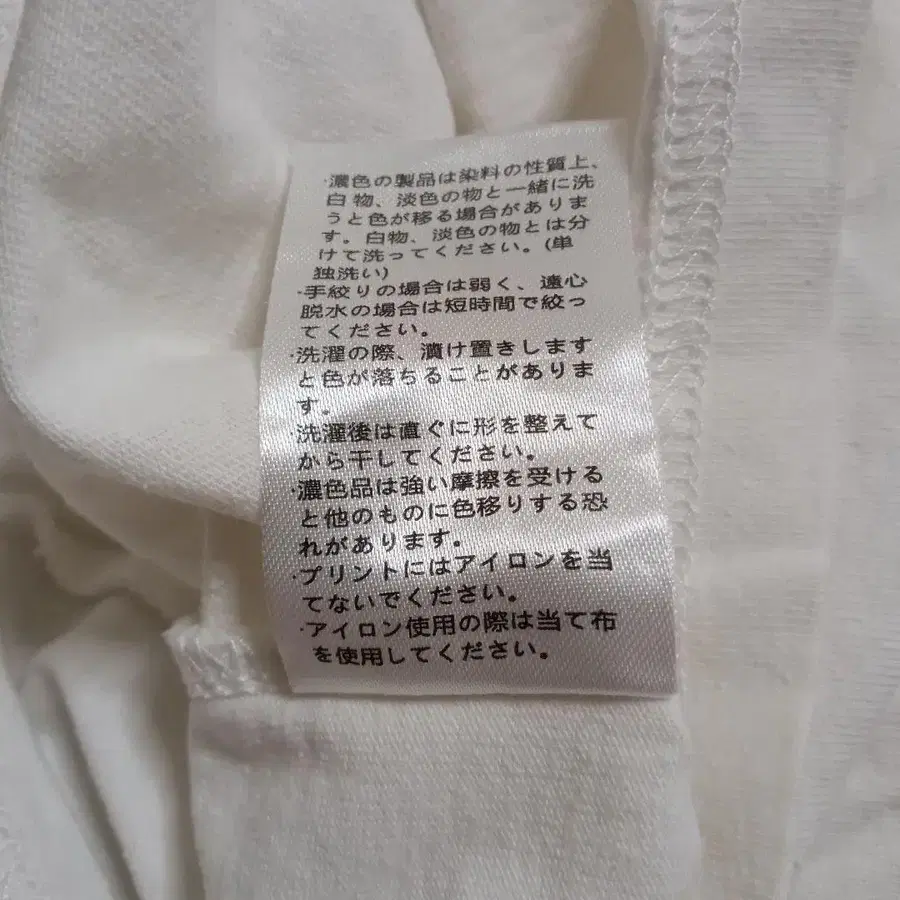 ·濃色の製品は染料の性質上、
白物、淡色の物と一緒に洗
うと色が移る場合がありま
す。白物、淡色の物とは分
けて洗ってください。(単
独洗い)
·手絞りの場合は弱く、遠心
脱水の場合は短時間で絞っ
てください。
·洗濯の際、漬け置きします
と色が落ちることがありま
す。
·洗濯後は直ぐに形を整えて
から干してください。
·濃色品は強い摩擦を受ける
と他のものに色移りする恐
れがあります。
·プリントにはアイロンを当
てないでください。
·アイロン使用の際は当て布
を使用してください。